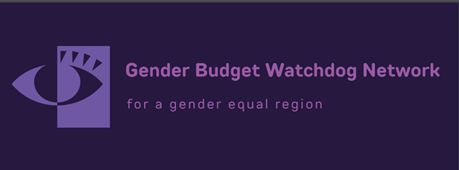 Gender Budget Watchdog Network
for a gender equal region